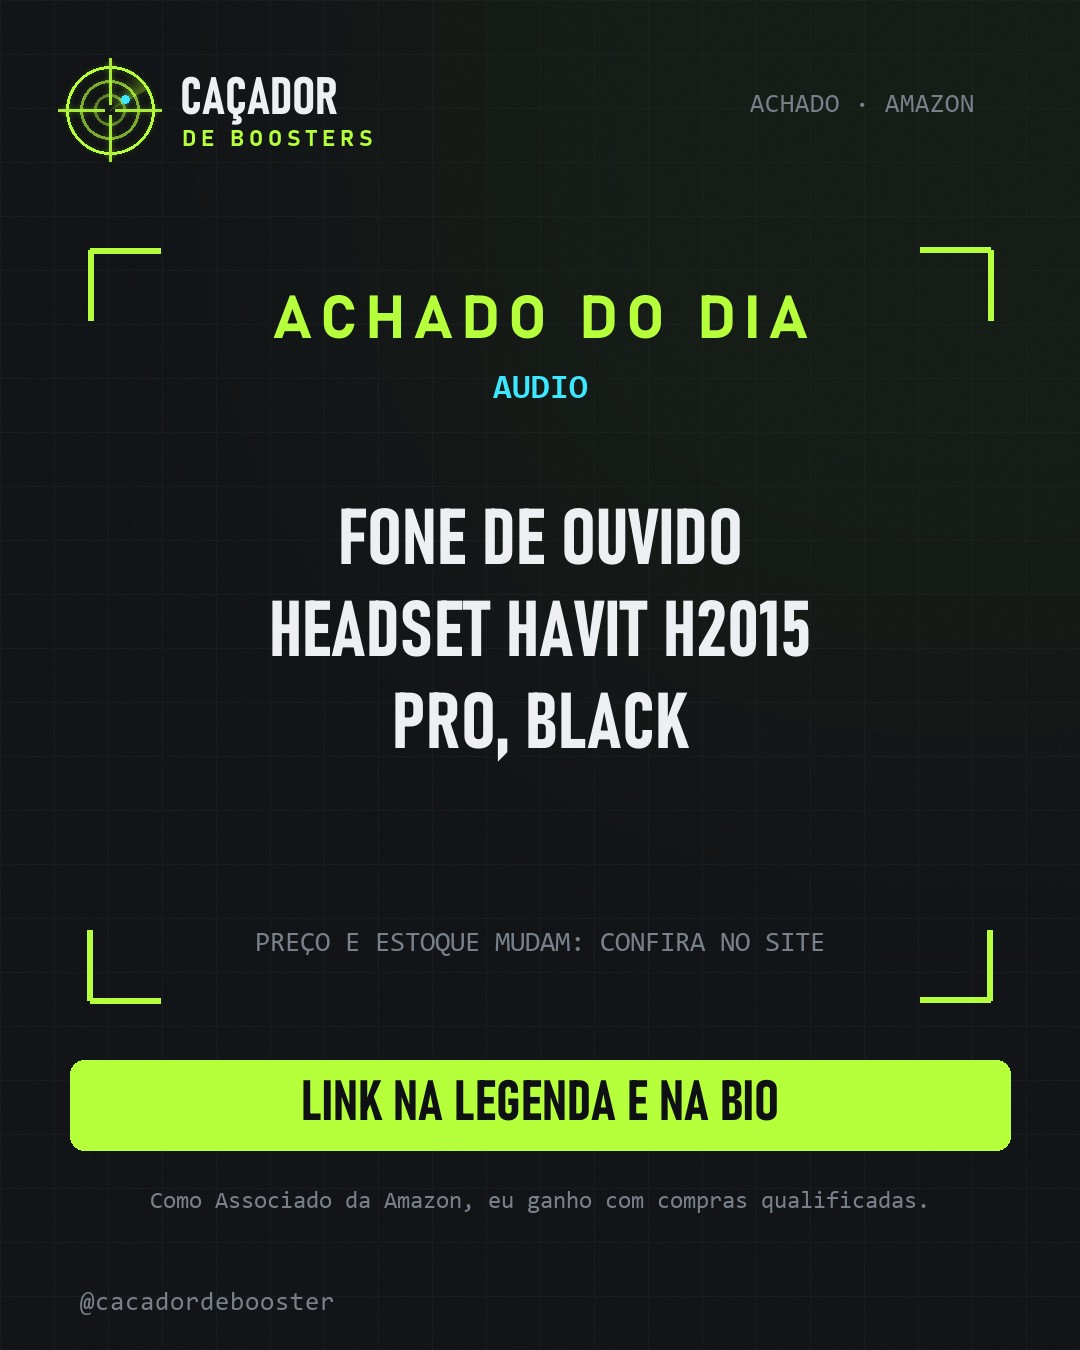 CAÇADOR
DE BOOSTERS
ACHADO · AMAZON
ACHADO DO DIA
AUDIO
FONE DE OUVIDO
HEADSET HAVIT H2015
PRO, BLACK
PREÇO E ESTOQUE MUDAM: CONFIRA NO SITE
LINK NA LEGENDA E NA BIO
Como Associado da Amazon, eu ganho com compras qualificadas.
@cacadordebooster